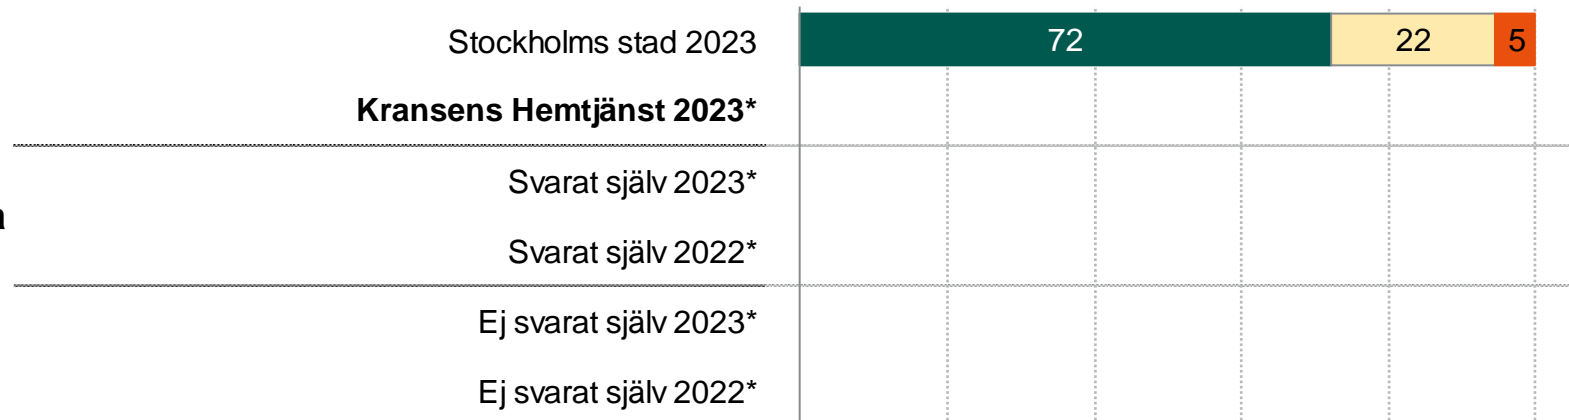 Stockholms stad 2023 72 22 5
Kransens Hemtjänst 2023*
Svarat själv 2023*
Svarat själv 2022*
Ej svarat själv 2023*
Ej svarat själv 2022*